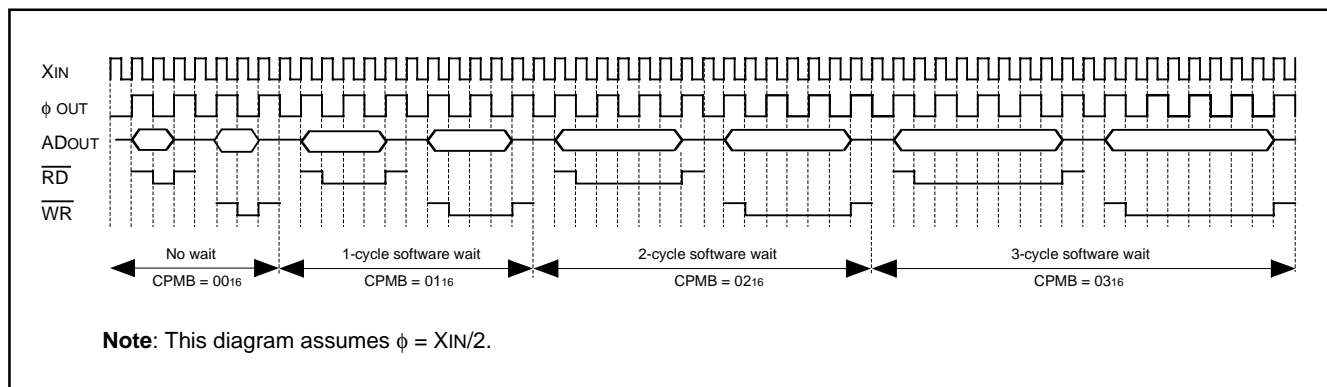 XIN
ϕ OUT
ADOUT
RD
WR
No wait
CPMB = 0016
1-cycle software wait
CPMB = 0116
2-cycle software wait
CPMB = 0216
3-cycle software wait
CPMB = 0316
Note: This diagram assumes ϕ = XIN/2.